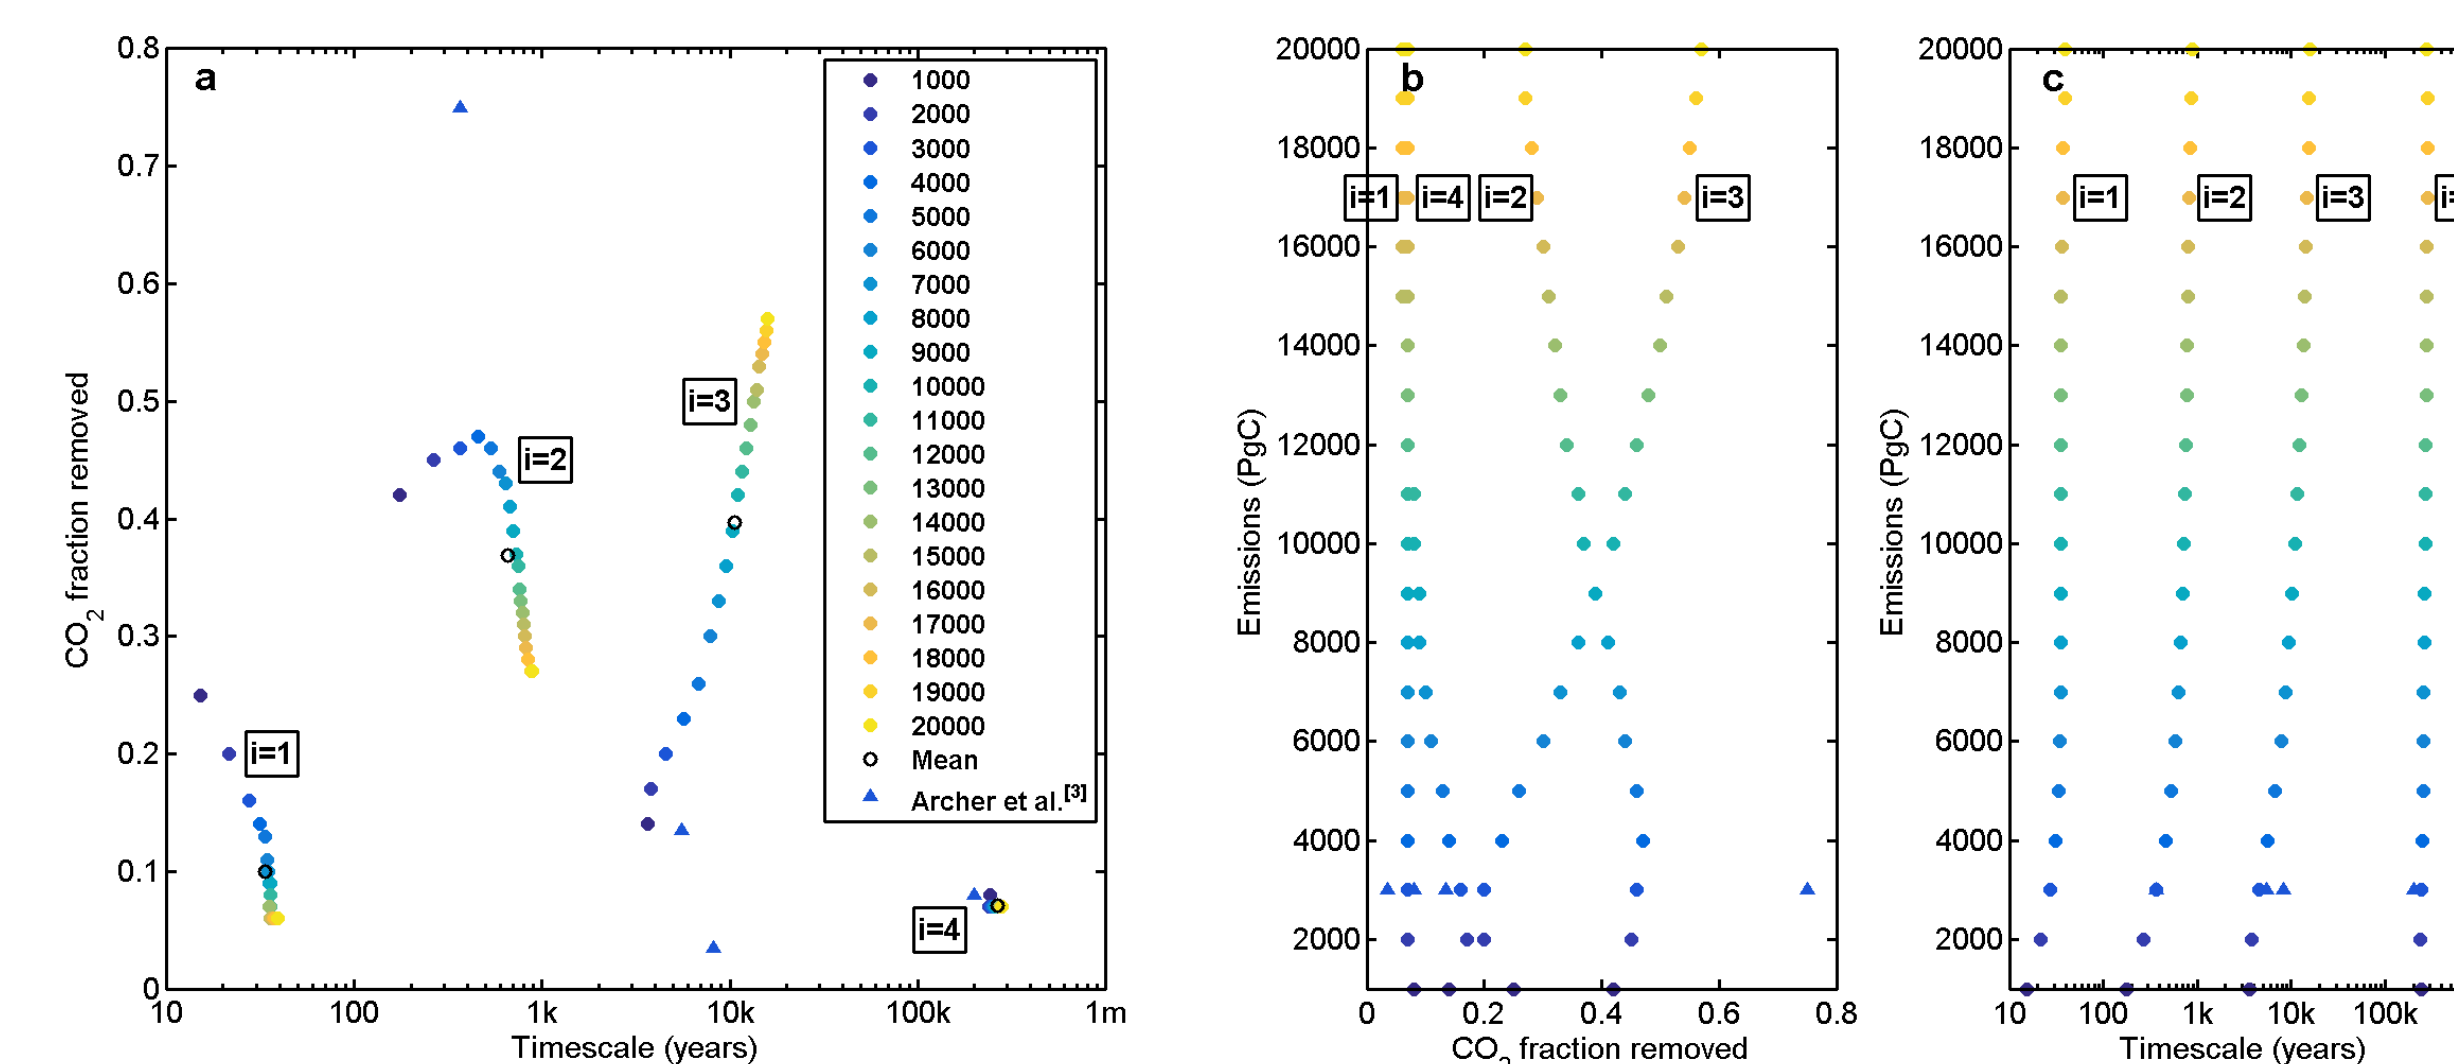 a
0.8
0.7
0.6
0.5
0.4
0.3
0.2
0.1
0
CO2 fraction removed
10
100
1k
10k
100k
1m
Timescale (years)
i=1
i=2
i=3
i=4
1000
2000
3000
4000
5000
6000
7000
8000
9000
10000
11000
12000
13000
14000
15000
16000
17000
18000
19000
20000
Mean
Archer et al.[3]
b
20000
18000
16000
14000
12000
10000
8000
6000
4000
2000
Emissions (PgC)
i=1
i=4
i=2
i=3
0
0.2
0.4
0.6
0.8
CO2 fraction removed
c
20000
18000
16000
14000
12000
10000
8000
6000
4000
2000
Emissions (PgC)
i=1
i=2
i=3
i=
10
100
1k
10k
100k
Timescale (years)